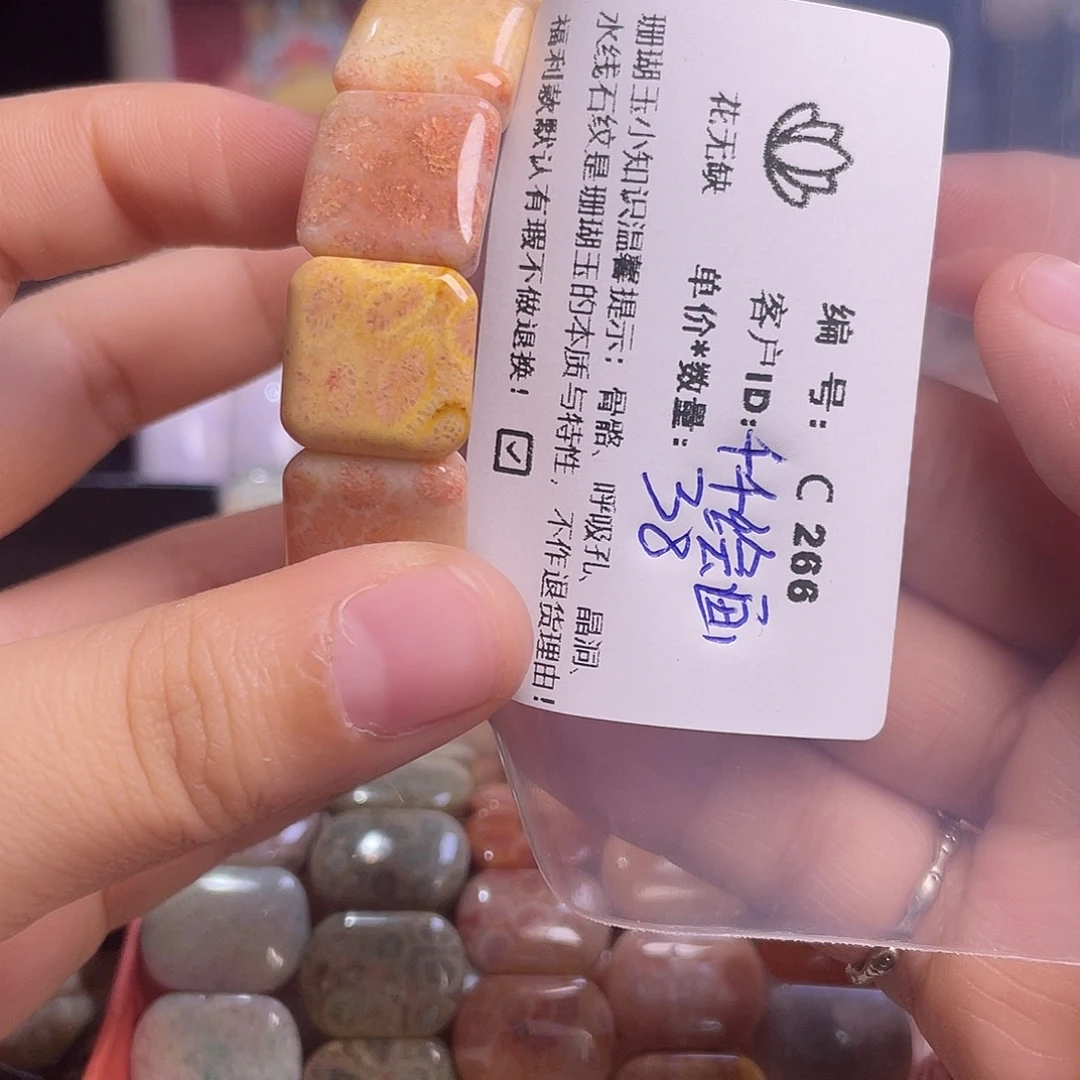 编 号: C 266
客户ID: 绘画
花无缺 单价*数量: 38
珊瑚玉小知识温馨提示: 骨骼、呼吸孔、晶洞、
水线石纹是珊瑚玉的本质与特性, 不作退货理由!
福利款默认有瑕不做退换! ☑